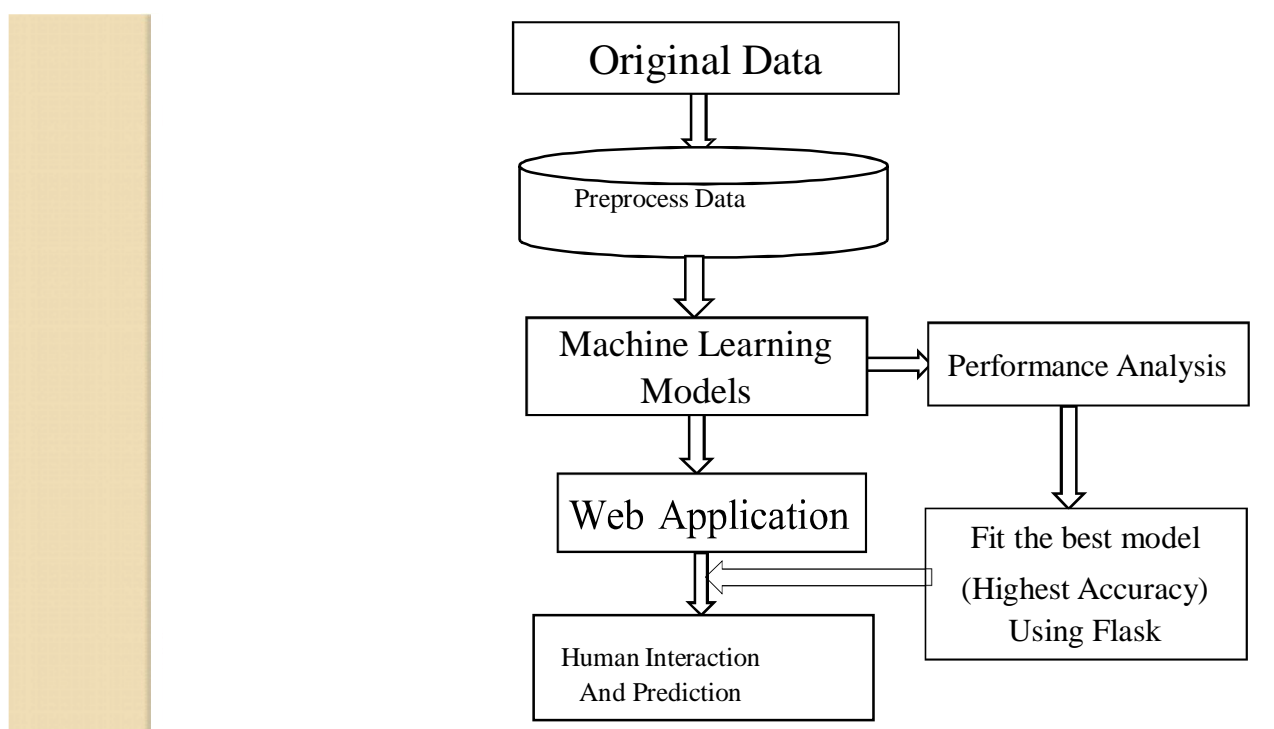 Original Data
Preprocess Data
Machine Learning
Models
Performance Analysis
Web Application
Fit the best model
(Highest Accuracy)
Using Flask
Human Interaction
And Prediction